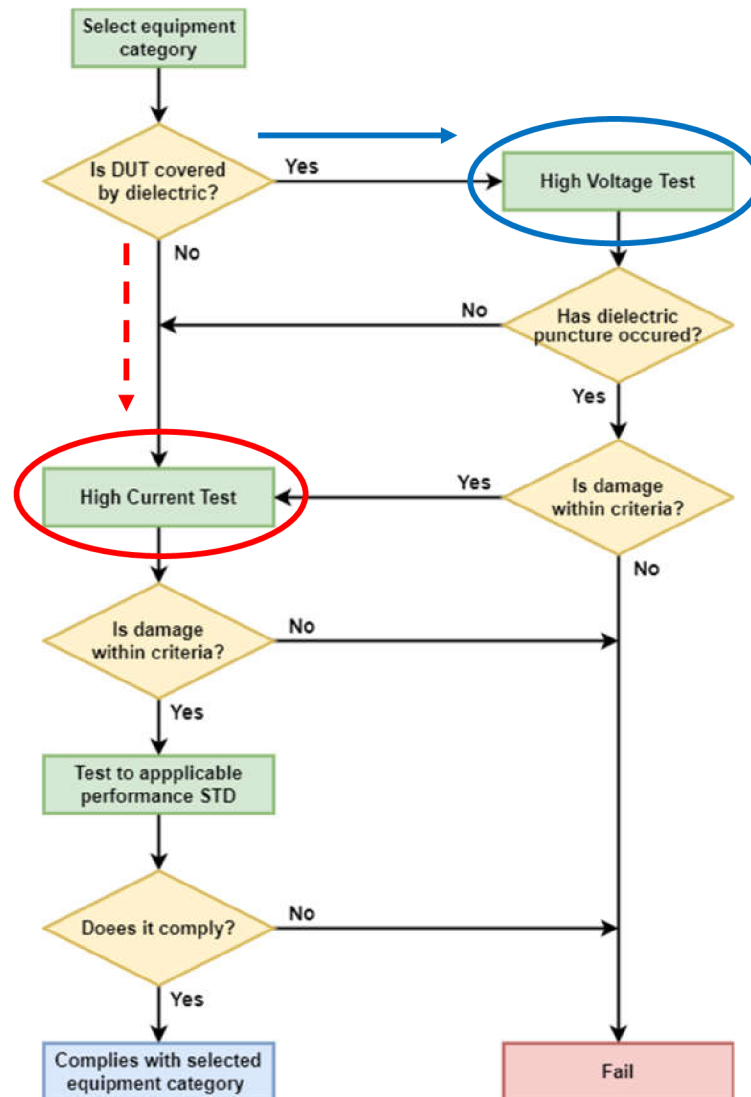 Select equipment
category
Is DUT covered
by dielectric?
Yes
High Voltage Test
No
No
Has dielectric
puncture occured?
Yes
High Current Test
Yes
Is damage
within criteria?
No
Is damage
within criteria?
No
Yes
Test to appplicable
performance STD
Doees it comply?
No
Yes
Complies with selected
equipment category
Fail